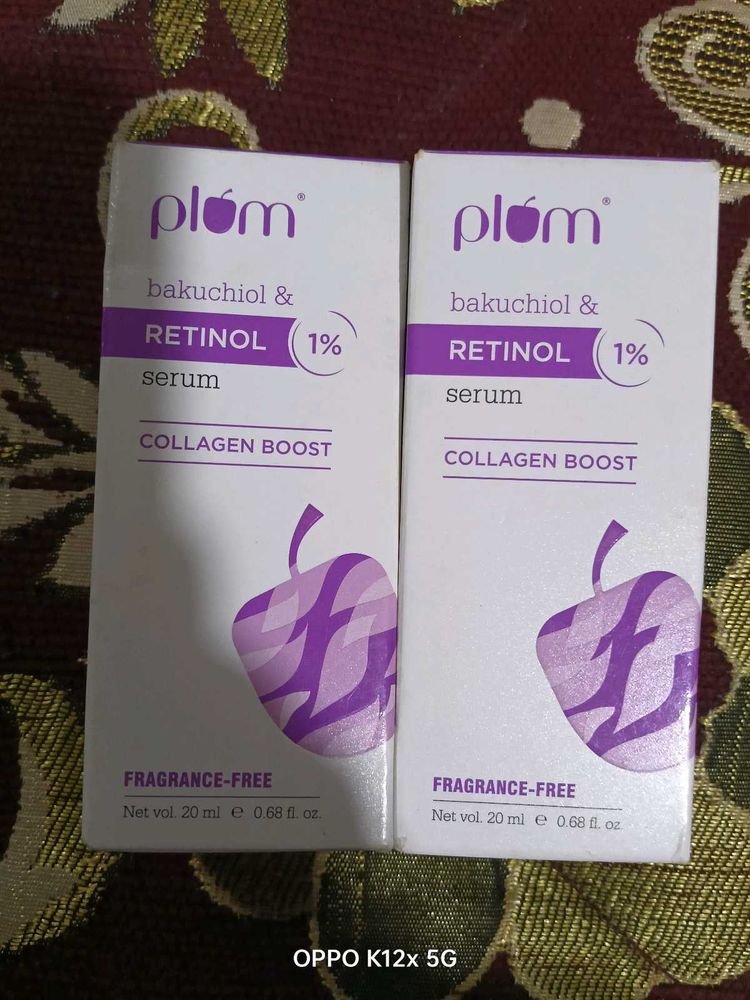 plum®
bakuchiol &
RETINOL 1%
serum
COLLAGEN BOOST
FRAGRANCE-FREE
Net vol. 20 ml ℮ 0.68 fl. oz.
plum®
bakuchiol &
RETINOL 1%
serum
COLLAGEN BOOST
FRAGRANCE-FREE
Net vol. 20 ml ℮ 0.68 fl. oz.
OPPO K12x 5G